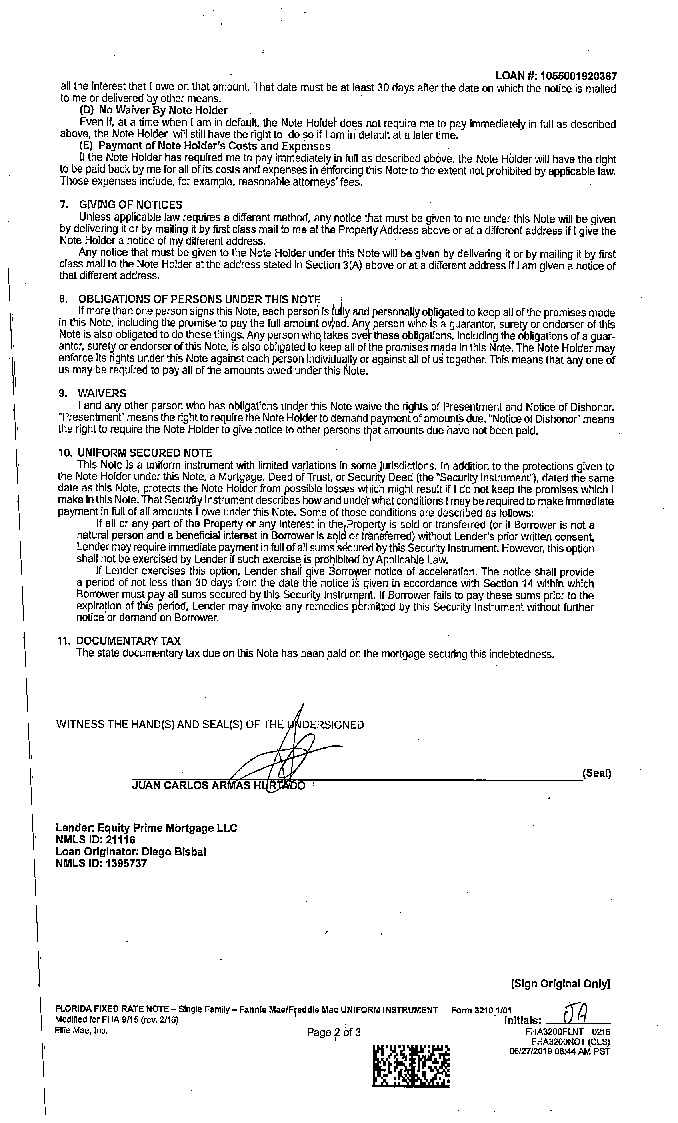 LOAN #: 1055001920387
all the interest that I owe on that amount. That date must be at least 30 days after the date on which the notice is mailed
to me or delivered by other means.
(D) No Waiver By Note Holder
Even if, at a time when I am in default, the Note Holder does not require me to pay immediately in full as described
above, the Note Holder will still have the right to do so if I am in default at a later time.
(E) Payment of Note Holder's Costs and Expenses
If the Note Holder has required me to pay immediately in full as described above, the Note Holder will have the right
to be paid back by me for all of its costs and expenses in enforcing this Note to the extent not prohibited by applicable law.
Those expenses include, for example, reasonable attorneys' fees.
7. GIVING OF NOTICES
Unless applicable law requires a different method, any notice that must be given to me under this Note will be given
by delivering it or by mailing it by first class mail to me at the Property Address above or at a different address if I give the
Note Holder a notice of my different address.
Any notice that must be given to the Note Holder under this Note will be given by delivering it or by mailing it by first
class mail to the Note Holder at the address stated in Section 3(A) above or at a different address if I am given a notice of
that different address.
8. OBLIGATIONS OF PERSONS UNDER THIS NOTE
If more than one person signs this Note, each person is fully and personally obligated to keep all of the promises made
in this Note, including the promise to pay the full amount owed. Any person who is a guarantor, surety or endorser of this
Note is also obligated to do these things. Any person who takes over these obligations, including the obligations of a guar-
antor, surety or endorser of this Note, is also obligated to keep all of the promises made in this Note. The Note Holder may
enforce its rights under this Note against each person individually or against all of us together. This means that any one of
us may be required to pay all of the amounts owed under this Note.
9. WAIVERS
I and any other person who has obligations under this Note waive the rights of Presentment and Notice of Dishonor.
"Presentment" means the right to require the Note Holder to demand payment of amounts due. "Notice of Dishonor" means
the right to require the Note Holder to give notice to other persons that amounts due have not been paid.
10. UNIFORM SECURED NOTE
This Note is a uniform instrument with limited variations in some jurisdictions. In addition to the protections given to
the Note Holder under this Note, a Mortgage, Deed of Trust, or Security Deed (the "Security Instrument"), dated the same
date as this Note, protects the Note Holder from possible losses which might result if I do not keep the promises which I
make in this Note. That Security Instrument describes how and under what conditions I may be required to make immediate
payment in full of all amounts I owe under this Note. Some of those conditions are described as follows:
If all or any part of the Property or any Interest in the Property is sold or transferred (or if Borrower is not a
natural person and a beneficial interest in Borrower is sold or transferred) without Lender's prior written consent,
Lender may require immediate payment in full of all sums secured by this Security Instrument. However, this option
shall not be exercised by Lender if such exercise is prohibited by Applicable Law.
If Lender exercises this option, Lender shall give Borrower notice of acceleration. The notice shall provide
a period of not less than 30 days from the date the notice is given in accordance with Section 14 within which
Borrower must pay all sums secured by this Security Instrument. If Borrower fails to pay these sums prior to the
expiration of this period, Lender may invoke any remedies permitted by this Security Instrument without further
notice or demand on Borrower.
11. DOCUMENTARY TAX
The state documentary tax due on this Note has been paid on the mortgage securing this indebtedness.
WITNESS THE HAND(S) AND SEAL(S) OF THE UNDERSIGNED
(Seal)
JUAN CARLOS ARMAS HURTADO
Lender: Equity Prime Mortgage LLC
NMLS ID: 21116
Loan Originator: Diego Bisbal
NMLS ID: 1395737
[Sign Original Only]
FLORIDA FIXED RATE NOTE – Single Family – Fannie Mae/Freddie Mac UNIFORM INSTRUMENT Form 3210 1/01
Modified for FHA 9/15 (rev. 2/16)
Initials: JA
Ellie Mae, Inc.
Page 2 of 3
FHA3200FLNT 0216
FHA3200NOT (CLS)
06/27/2019 08:44 AM PST